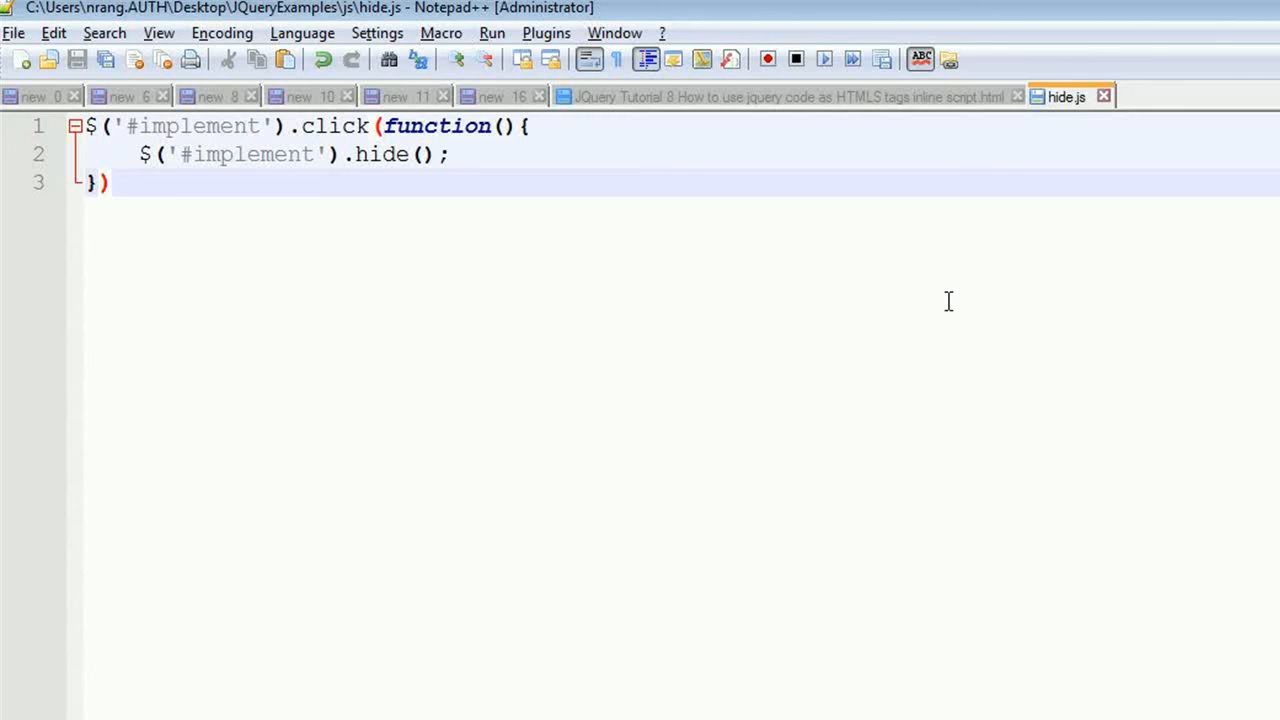 C:\Users\nrang.AUTH\Desktop\JQueryExamples\js\hide.js - Notepad++ [Administrator]
File Edit Search View Encoding Language Settings Macro Run Plugins Window ?
ABC
new 0 new 6 new 8 new 10 new 11 new 16 JQuery Tutorial 8 How to use jquery code as HTML5 tags inline script.html hide.js
1 $('#implement').click(function(){
2 $('#implement').hide();
3 })